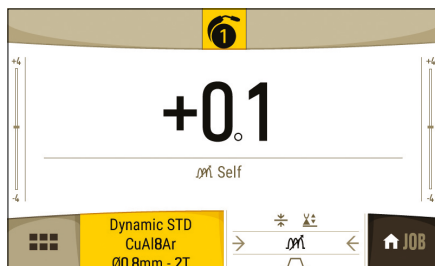 1
+4
+4
+0.1
Self
-4
-4
Dynamic STD
CuAl8Ar
JOB
Ø0.8mm - 2T